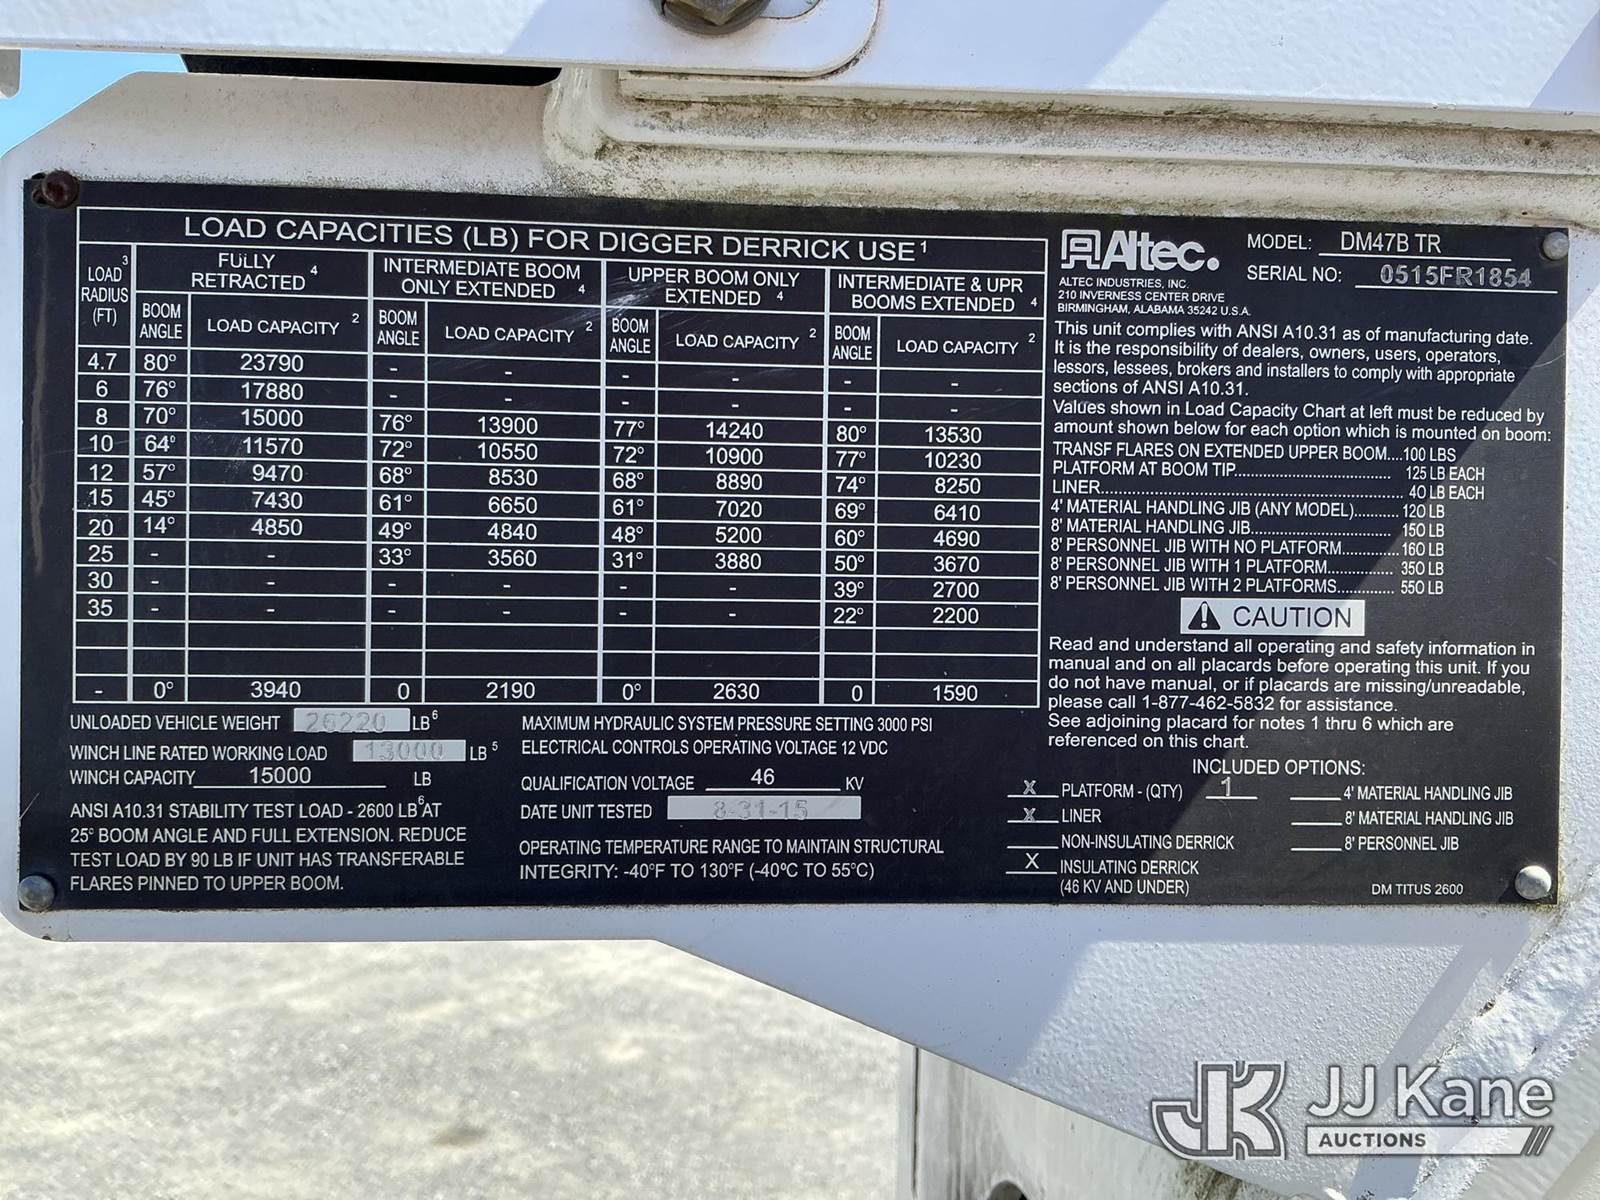 LOAD CAPACITIES (LB) FOR DIGGER DERRICK USE 1
LOAD 3 RADIUS (FT) | FULLY RETRACTED 4 | INTERMEDIATE BOOM ONLY EXTENDED 4 | UPPER BOOM ONLY EXTENDED 4 | INTERMEDIATE & UPR BOOMS EXTENDED 4
BOOM ANGLE | LOAD CAPACITY 2 | BOOM ANGLE | LOAD CAPACITY 2 | BOOM ANGLE | LOAD CAPACITY 2 | BOOM ANGLE | LOAD CAPACITY 2
4.7 | 80° | 23790 | - | - | - | - | - | -
6 | 76° | 17880 | - | - | - | - | - | -
8 | 70° | 15000 | 76° | 13900 | 77° | 14240 | 80° | 13530
10 | 64° | 11570 | 72° | 10550 | 72° | 10900 | 77° | 10230
12 | 57° | 9470 | 68° | 8530 | 68° | 8890 | 74° | 8250
15 | 45° | 7430 | 61° | 6650 | 61° | 7020 | 69° | 6410
20 | 14° | 4850 | 49° | 4840 | 48° | 5200 | 60° | 4690
25 | - | - | 33° | 3560 | 31° | 3880 | 50° | 3670
30 | - | - | - | - | - | - | 39° | 2700
35 | - | - | - | - | - | - | 22° | 2200
- | 0° | 3940 | 0 | 2190 | 0° | 2630 | 0 | 1590
UNLOADED VEHICLE WEIGHT 26220 LB 6
WINCH LINE RATED WORKING LOAD 13000 LB 5
WINCH CAPACITY 15000 LB
ANSI A10.31 STABILITY TEST LOAD - 2600 LB 6 AT
25° BOOM ANGLE AND FULL EXTENSION. REDUCE
TEST LOAD BY 90 LB IF UNIT HAS TRANSFERABLE
FLARES PINNED TO UPPER BOOM.
MAXIMUM HYDRAULIC SYSTEM PRESSURE SETTING 3000 PSI
ELECTRICAL CONTROLS OPERATING VOLTAGE 12 VDC
QUALIFICATION VOLTAGE 46 KV
DATE UNIT TESTED 8-31-15
OPERATING TEMPERATURE RANGE TO MAINTAIN STRUCTURAL
INTEGRITY: -40°F TO 130°F (-40°C TO 55°C)
Altec.
MODEL: DM47B TR
SERIAL NO: 0515FR1854
ALTEC INDUSTRIES, INC.
210 INVERNESS CENTER DRIVE
BIRMINGHAM, ALABAMA 35242 U.S.A.
This unit complies with ANSI A10.31 as of manufacturing date.
It is the responsibility of dealers, owners, users, operators,
lessors, lessees, brokers and installers to comply with appropriate
sections of ANSI A10.31.
Values shown in Load Capacity Chart at left must be reduced by
amount shown below for each option which is mounted on boom:
TRANSF FLARES ON EXTENDED UPPER BOOM....100 LBS
PLATFORM AT BOOM TIP.......... 125 LB EACH
LINER.......... 40 LB EACH
4' MATERIAL HANDLING JIB (ANY MODEL).......... 120 LB
8' MATERIAL HANDLING JIB.......... 150 LB
8' PERSONNEL JIB WITH NO PLATFORM.......... 160 LB
8' PERSONNEL JIB WITH 1 PLATFORM.......... 350 LB
8' PERSONNEL JIB WITH 2 PLATFORMS.......... 550 LB
CAUTION
Read and understand all operating and safety information in
manual and on all placards before operating this unit. If you
do not have manual, or if placards are missing/unreadable,
please call 1-877-462-5832 for assistance.
See adjoining placard for notes 1 thru 6 which are
referenced on this chart.
INCLUDED OPTIONS:
X PLATFORM - (QTY) 1
X LINER
NON-INSULATING DERRICK
X INSULATING DERRICK
(46 KV AND UNDER)
4' MATERIAL HANDLING JIB
8' MATERIAL HANDLING JIB
8' PERSONNEL JIB
DM TITUS 2600
JK JJ Kane
AUCTIONS